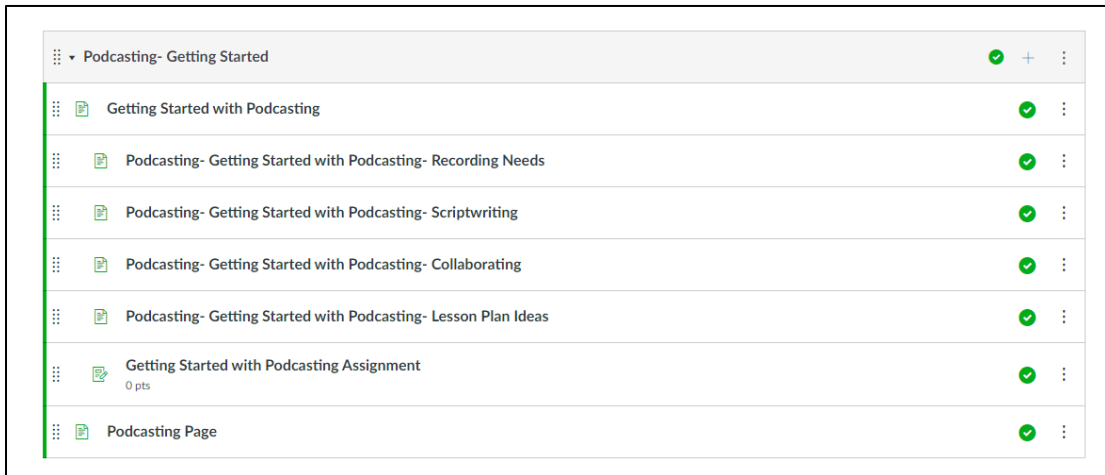 Podcasting- Getting Started
Getting Started with Podcasting
Podcasting- Getting Started with Podcasting- Recording Needs
Podcasting- Getting Started with Podcasting- Scriptwriting
Podcasting- Getting Started with Podcasting- Collaborating
Podcasting- Getting Started with Podcasting- Lesson Plan Ideas
Getting Started with Podcasting Assignment
0 pts
Podcasting Page